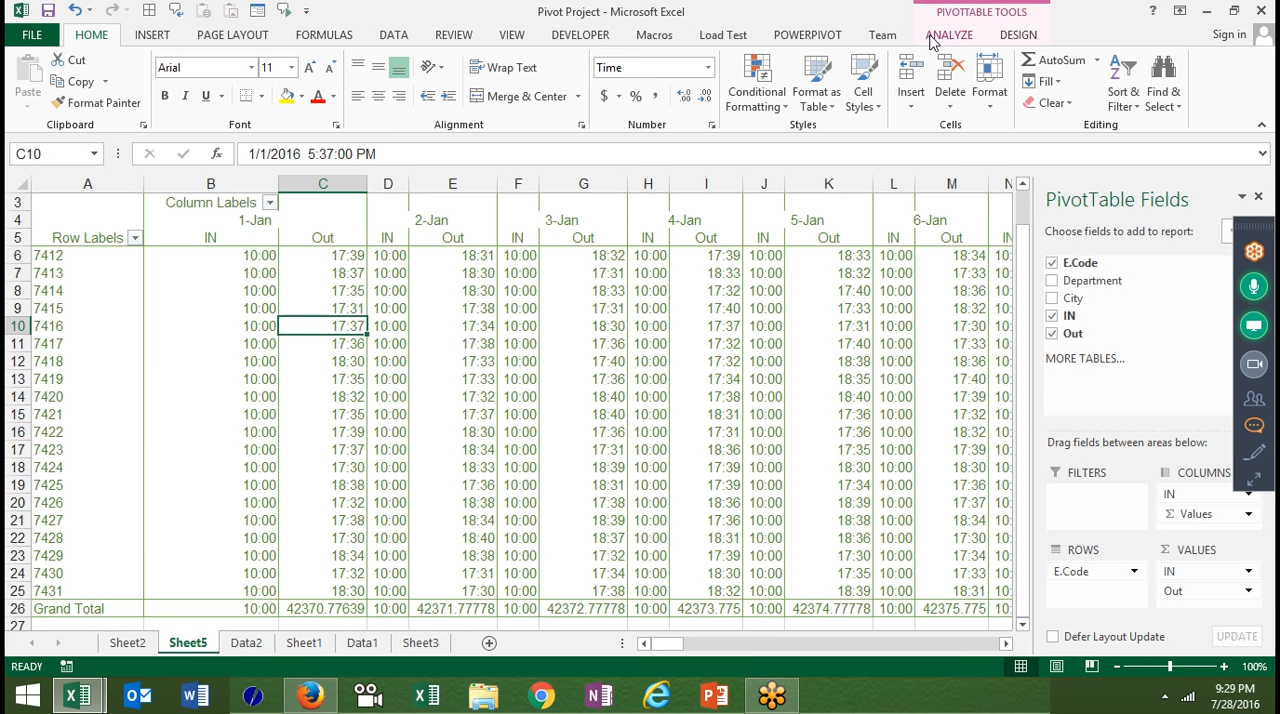 Pivot Project - Microsoft Excel
PIVOTTABLE TOOLS
?
FILE HOME INSERT PAGE LAYOUT FORMULAS DATA REVIEW VIEW DEVELOPER Macros Load Test POWERPIVOT Team ANALYZE DESIGN Sign in
Paste
Cut
Copy
Format Painter
Clipboard
Arial 11
B I U
Font
Wrap Text
Merge & Center
Alignment
Time
$ % ,
Number
Conditional Formatting
Format as Table
Cell Styles
Styles
Insert
Delete
Format
Cells
AutoSum
Fill
Clear
Sort & Filter
Find & Select
Editing
C10 fx 1/1/2016 5:37:00 PM
A B C D E F G H I J K L M N
3 Column Labels
4 1-Jan 2-Jan 3-Jan 4-Jan 5-Jan 6-Jan
5 Row Labels IN Out IN Out IN Out IN Out IN Out IN Out IN
6 7412 10:00 17:39 10:00 18:31 10:00 18:32 10:00 17:39 10:00 18:33 10:00 18:34 10:
7 7413 10:00 18:37 10:00 18:30 10:00 17:31 10:00 18:33 10:00 18:32 10:00 17:33 10:
8 7414 10:00 17:35 10:00 18:30 10:00 18:33 10:00 17:32 10:00 17:40 10:00 18:36 10:
9 7415 10:00 17:31 10:00 17:38 10:00 17:31 10:00 17:40 10:00 17:33 10:00 18:32 10:
10 7416 10:00 17:37 10:00 17:34 10:00 18:30 10:00 17:37 10:00 17:31 10:00 17:30 10:
11 7417 10:00 17:36 10:00 17:38 10:00 17:36 10:00 17:32 10:00 17:40 10:00 17:33 10:
12 7418 10:00 18:30 10:00 17:33 10:00 17:40 10:00 17:32 10:00 18:38 10:00 18:36 10:
13 7419 10:00 17:35 10:00 17:33 10:00 17:36 10:00 17:34 10:00 18:35 10:00 17:40 10:
14 7420 10:00 18:32 10:00 17:32 10:00 18:40 10:00 17:38 10:00 18:40 10:00 17:39 10:
15 7421 10:00 17:35 10:00 17:37 10:00 18:40 10:00 18:31 10:00 17:36 10:00 17:32 10:
16 7422 10:00 17:39 10:00 18:30 10:00 17:36 10:00 17:31 10:00 17:36 10:00 18:32 10:
17 7423 10:00 17:37 10:00 18:34 10:00 17:31 10:00 18:36 10:00 17:35 10:00 17:39 10:
18 7424 10:00 17:30 10:00 18:33 10:00 18:39 10:00 17:39 10:00 18:30 10:00 18:30 10:
19 7425 10:00 18:38 10:00 17:36 10:00 18:31 10:00 17:39 10:00 17:34 10:00 17:36 10:
20 7426 10:00 17:32 10:00 18:38 10:00 18:39 10:00 18:36 10:00 18:39 10:00 17:37 10:
21 7427 10:00 17:38 10:00 18:34 10:00 18:39 10:00 17:36 10:00 17:38 10:00 18:34 10:
22 7428 10:00 17:30 10:00 18:40 10:00 18:37 10:00 18:31 10:00 18:36 10:00 17:38 10:
23 7429 10:00 18:34 10:00 18:38 10:00 17:32 10:00 17:39 10:00 17:30 10:00 17:34 10:
24 7430 10:00 17:32 10:00 17:31 10:00 17:34 10:00 18:30 10:00 17:35 10:00 17:33 10:
25 7431 10:00 18:30 10:00 17:30 10:00 17:38 10:00 18:32 10:00 18:39 10:00 18:31 10:
26 Grand Total 10:00 42370.77639 10:00 42371.77778 10:00 42372.77778 10:00 42373.775 10:00 42374.77778 10:00 42375.775 10:
27
PivotTable Fields
Choose fields to add to report:
E.Code
Department
City
IN
Out
MORE TABLES...
Drag fields between areas below:
FILTERS
COLUMNS
IN
Σ Values
ROWS
E.Code
Σ VALUES
IN
Out
Defer Layout Update UPDATE
Sheet2 Sheet5 Data2 Sheet1 Data1 Sheet3
READY
100%
9:29 PM
7/28/2016